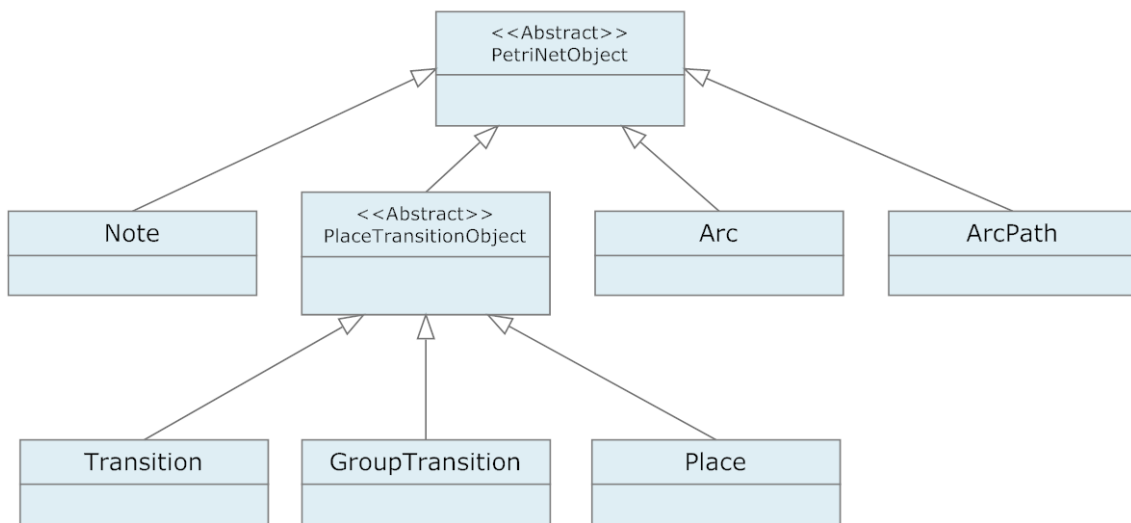 <<Abstract>>
PetriNetObject
Note
<<Abstract>>
PlaceTransitionObject
Arc
ArcPath
Transition
GroupTransition
Place